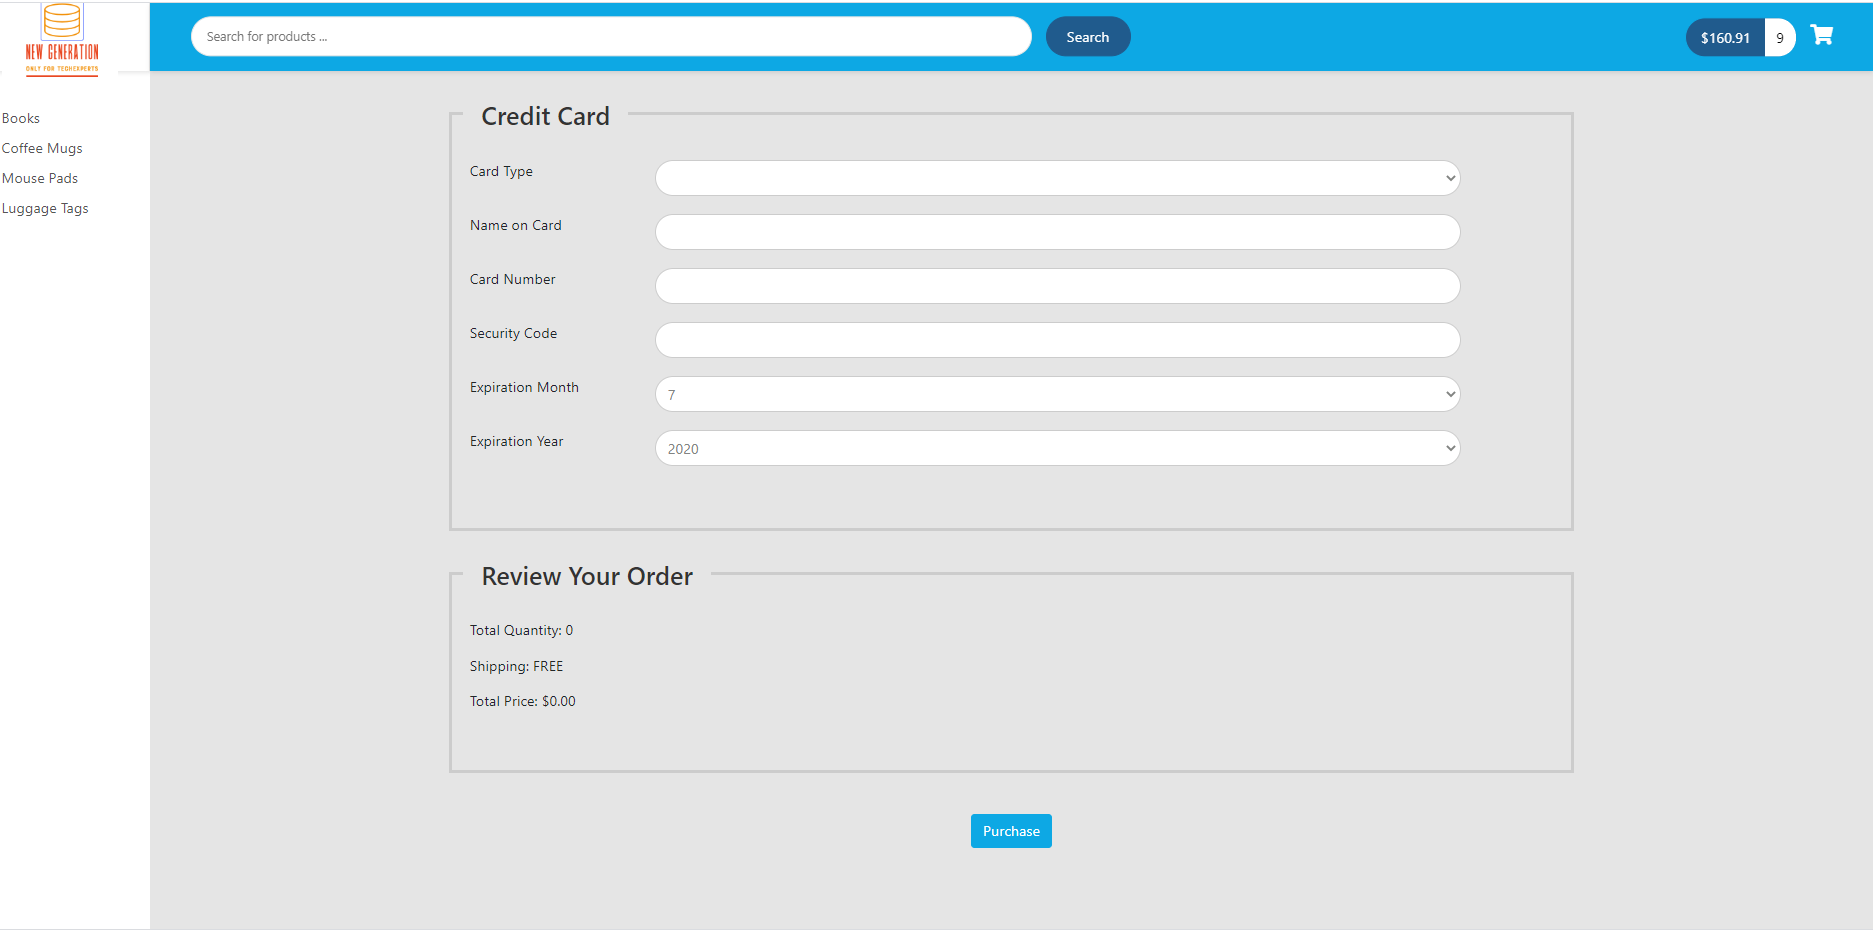 NEW GENERATION
ONLY FOR TECHEXPERTS
Search for products ...
Search
$160.91
9
Books
Coffee Mugs
Mouse Pads
Luggage Tags
Credit Card
Card Type
Name on Card
Card Number
Security Code
Expiration Month
7
Expiration Year
2020
Review Your Order
Total Quantity: 0
Shipping: FREE
Total Price: $0.00
Purchase